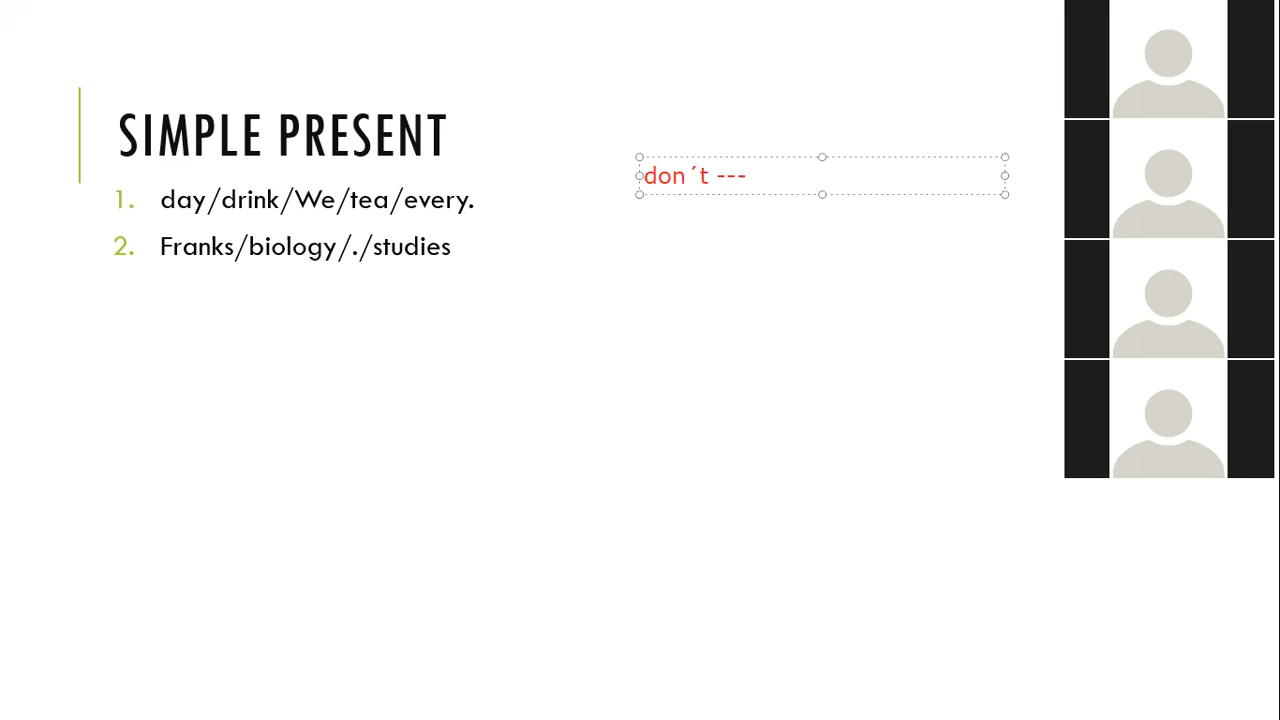 SIMPLE PRESENT
don´t ---
1. day/drink/We/tea/every.
2. Franks/biology/./studies